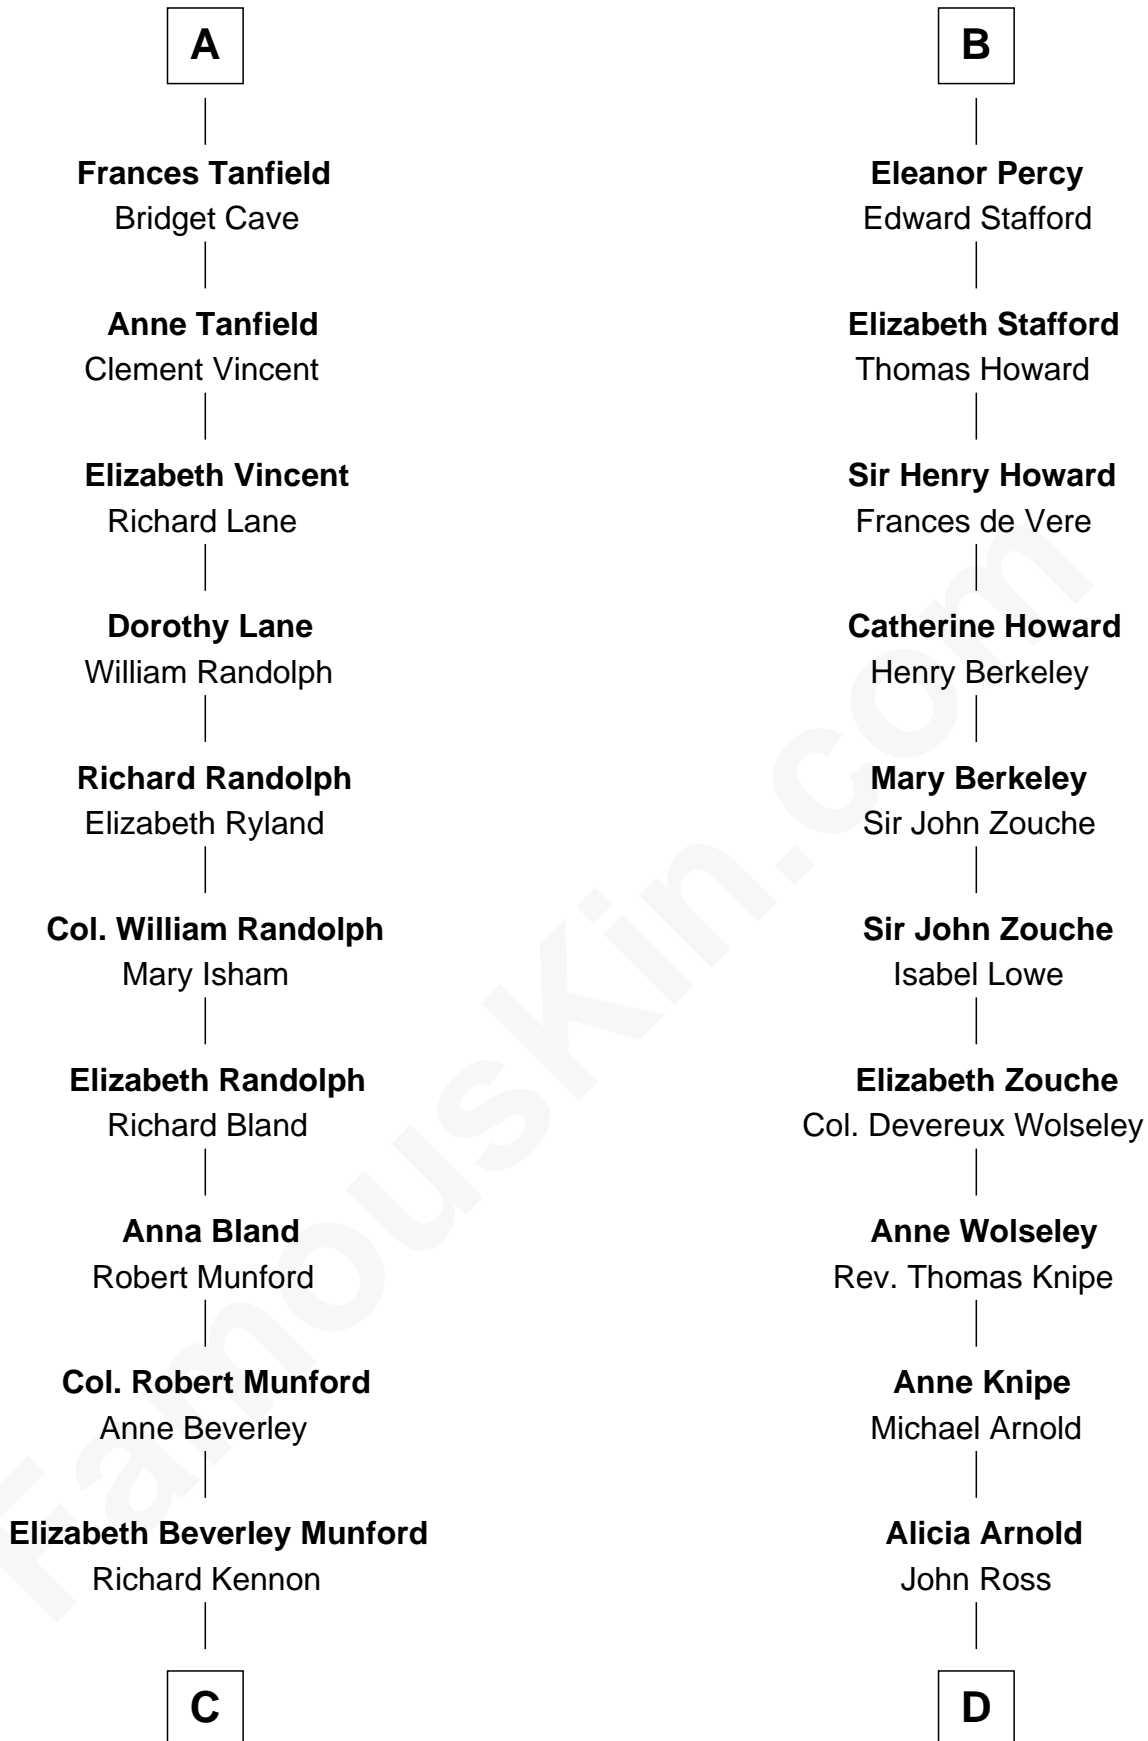 A
Frances Tanfield
Bridget Cave
Anne Tanfield
Clement Vincent
Elizabeth Vincent
Richard Lane
Dorothy Lane
William Randolph
Richard Randolph
Elizabeth Ryland
Col. William Randolph
Mary Isham
Elizabeth Randolph
Richard Bland
Anna Bland
Robert Munford
Col. Robert Munford
Anne Beverley
Elizabeth Beverley Munford
Richard Kennon
C
B
Eleanor Percy
Edward Stafford
Elizabeth Stafford
Thomas Howard
Sir Henry Howard
Frances de Vere
Catherine Howard
Henry Berkeley
Mary Berkeley
Sir John Zouche
Sir John Zouche
Isabel Lowe
Elizabeth Zouche
Col. Devereux Wolseley
Anne Wolseley
Rev. Thomas Knipe
Anne Knipe
Michael Arnold
Alicia Arnold
John Ross
D
FamousKin.com